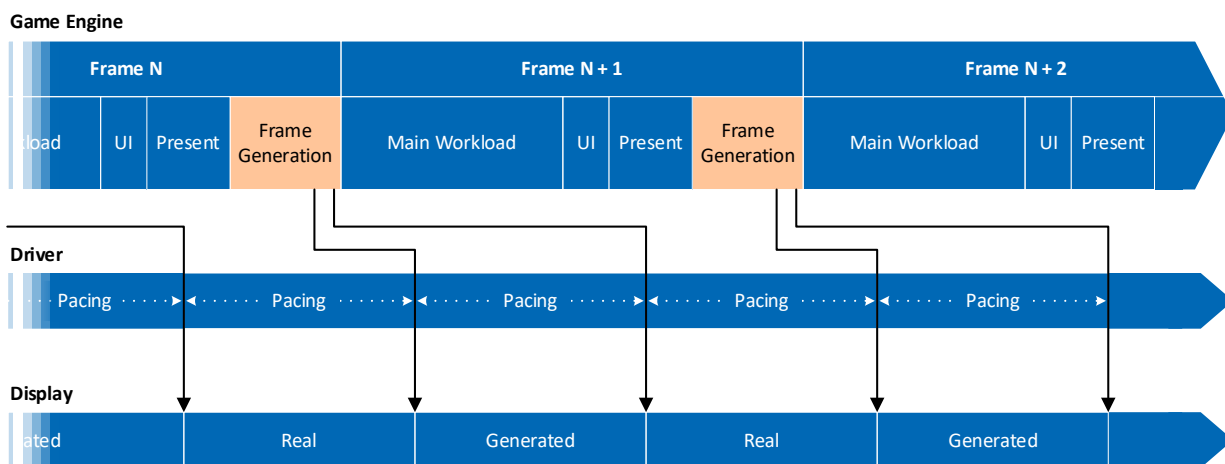 Game Engine
Frame N
Frame N + 1
Frame N + 2
load
UI
Present
Frame
Generation
Main Workload
UI
Present
Frame
Generation
Main Workload
UI
Present
Driver
Pacing
Pacing
Pacing
Pacing
Pacing
Display
ated
Real
Generated
Real
Generated